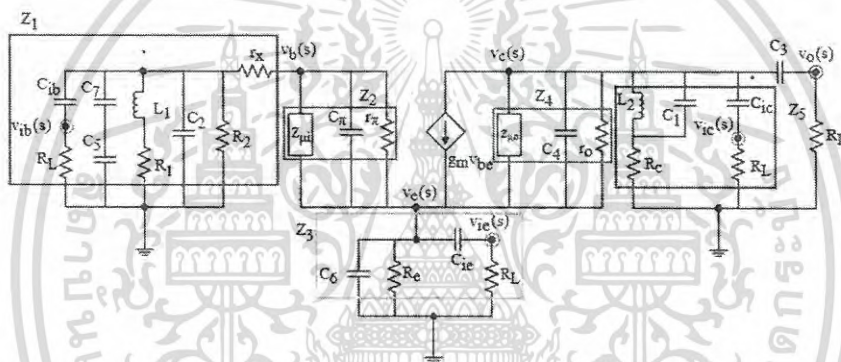 Z1
rx
vb(s)
vc(s)
C3
vo(s)
Cib
C7
L1
C2
R2
Z2
Zμi
Cπ
rπ
gmvbe
Z4
Zμo
C4
ro
L2
C1
Cic
Z5
vib(s)
RL
C5
R1
Rc
vic(s)
RL
ve(s)
Z3
vie(s)
C6
Re
Cie
RL